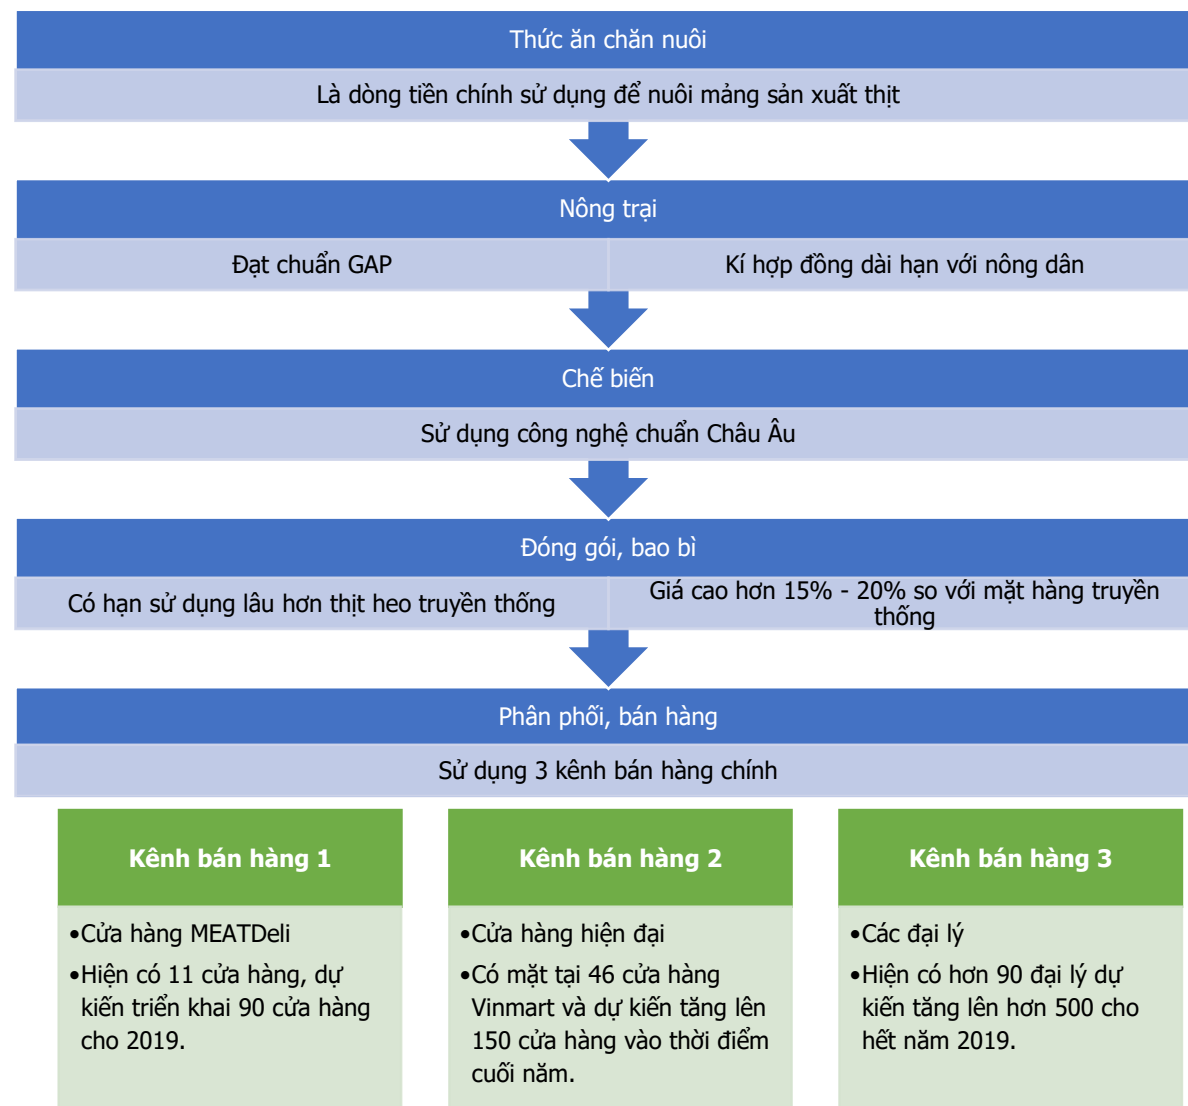 Thức ăn chăn nuôi
Là dòng tiền chính sử dụng để nuôi mảng sản xuất thịt
Nông trại
Đạt chuẩn GAP
Kí hợp đồng dài hạn với nông dân
Chế biến
Sử dụng công nghệ chuẩn Châu Âu
Đóng gói, bao bì
Có hạn sử dụng lâu hơn thịt heo truyền thống
Giá cao hơn 15% - 20% so với mặt hàng truyền
thống
Phân phối, bán hàng
Sử dụng 3 kênh bán hàng chính
Kênh bán hàng 1
•Cửa hàng MEATDeli
•Hiện có 11 cửa hàng, dự
kiến triển khai 90 cửa hàng
cho 2019.
Kênh bán hàng 2
•Cửa hàng hiện đại
•Có mặt tại 46 cửa hàng
Vinmart và dự kiến tăng lên
150 cửa hàng vào thời điểm
cuối năm.
Kênh bán hàng 3
•Các đại lý
•Hiện có hơn 90 đại lý dự
kiến tăng lên hơn 500 cho
hết năm 2019.